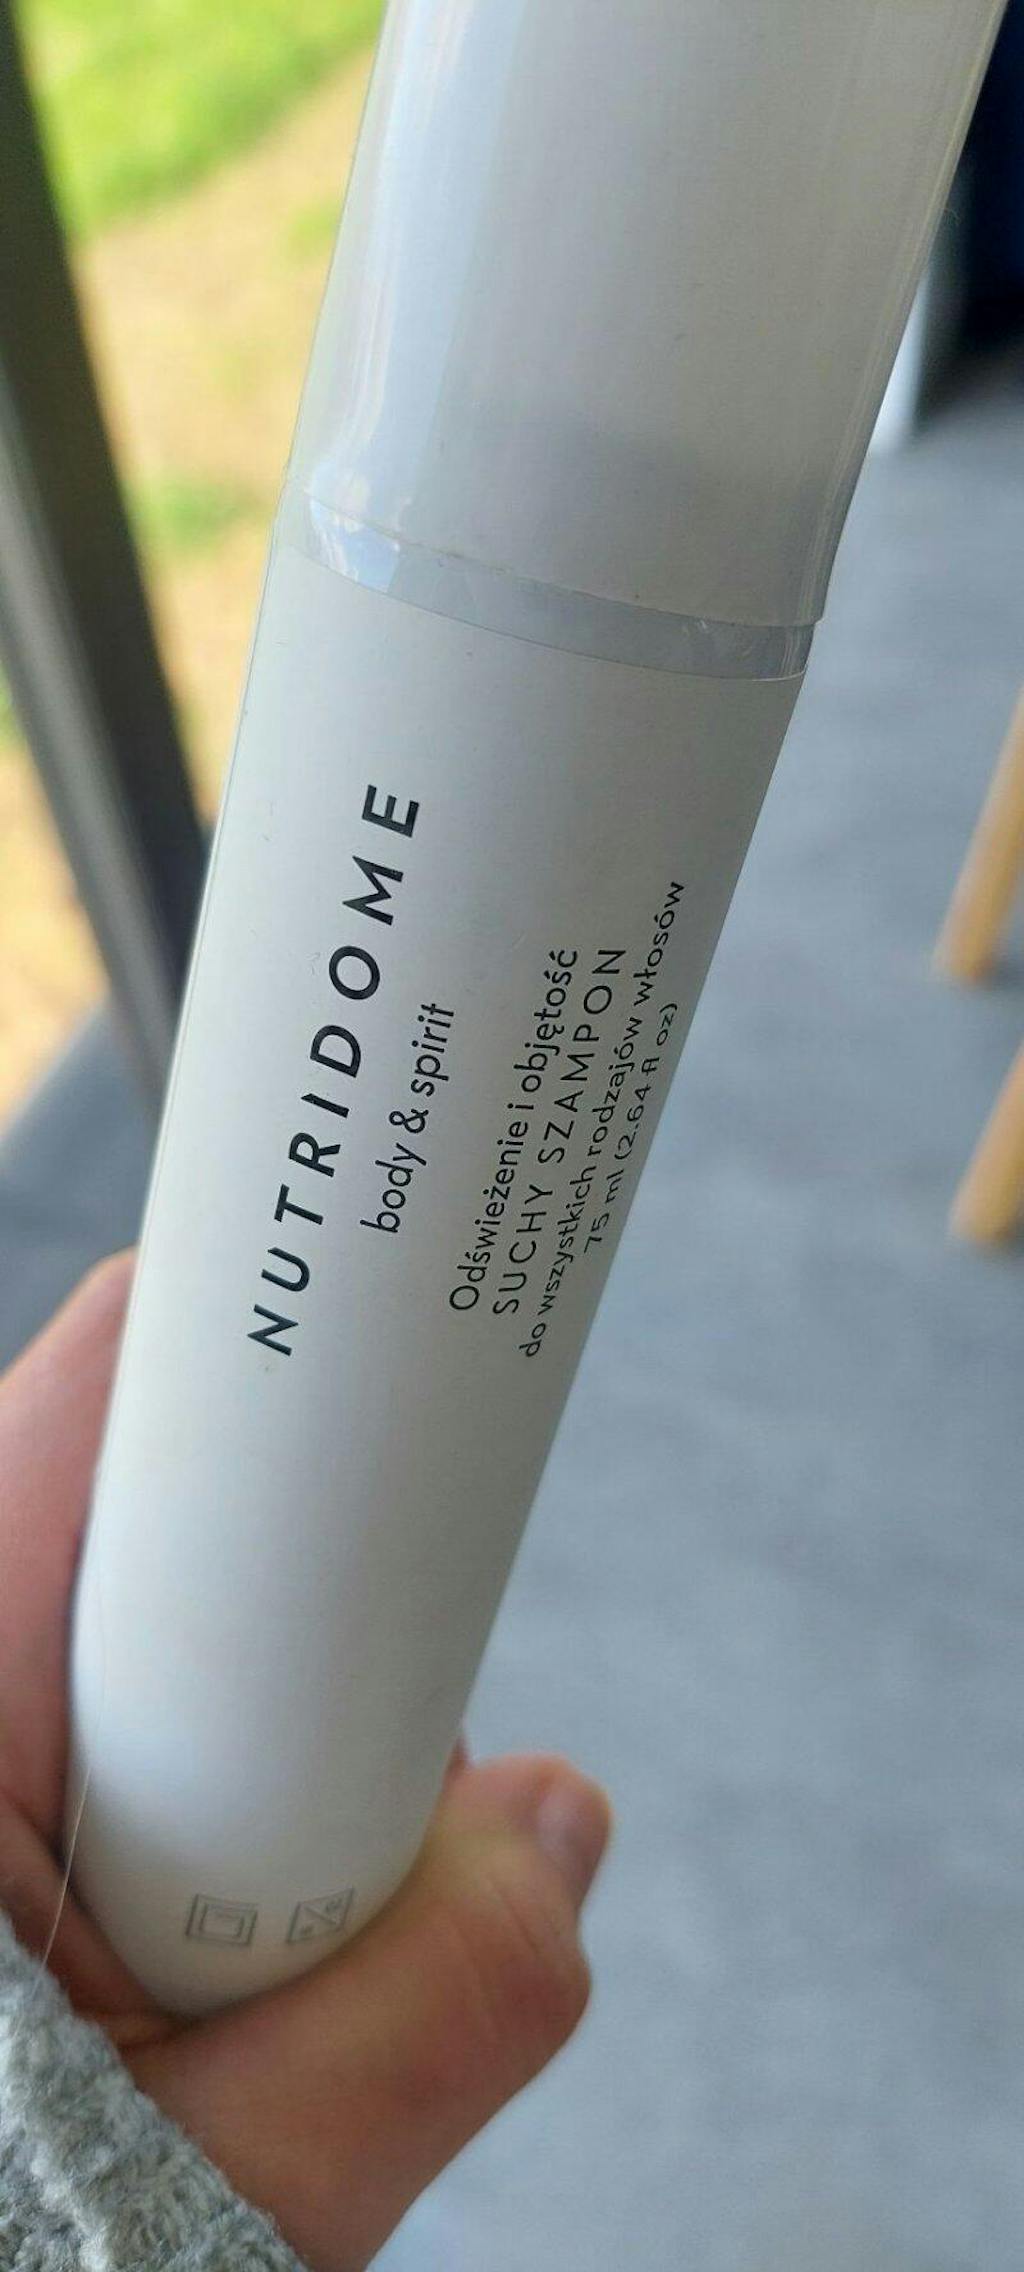 NUTRIDOME
body & spirit
Odświeżenie i objętość
SUCHY SZAMPON
do wszystkich rodzajów włosów
75 ml (2.64 fl oz)